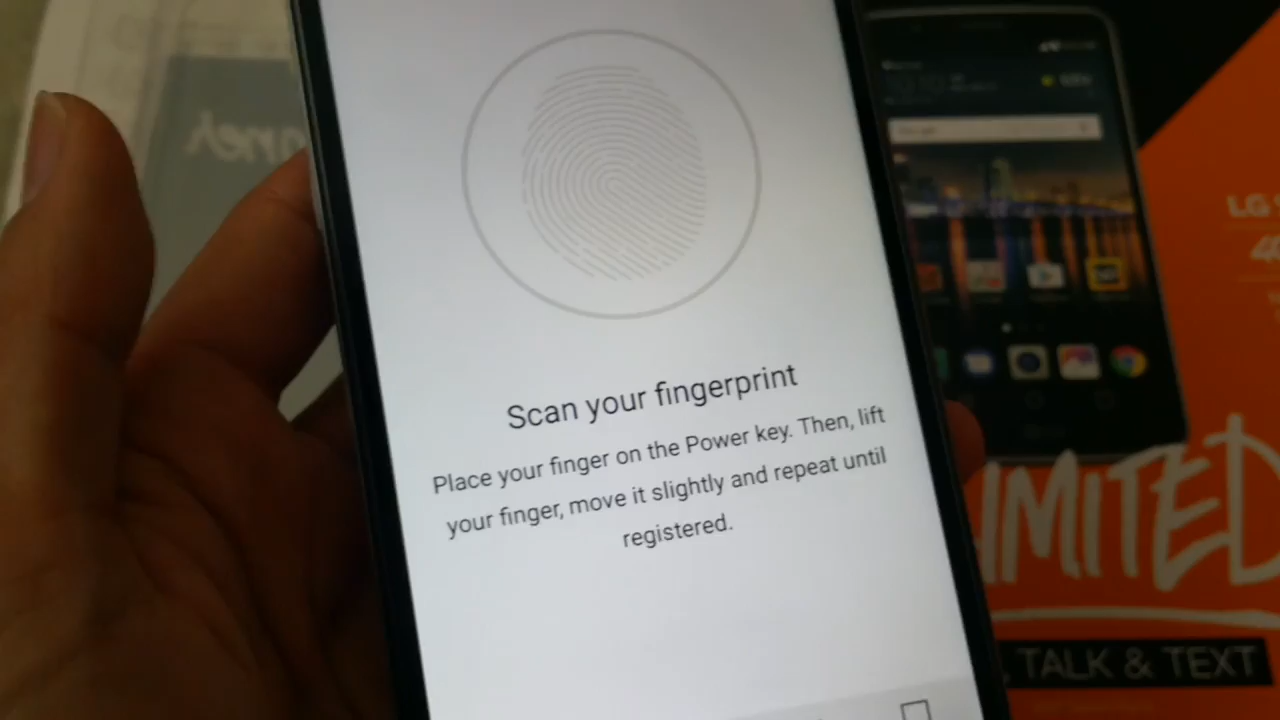 Scan your fingerprint
Place your finger on the Power key. Then, lift
your finger, move it slightly and repeat until
registered.
LG
IMITED
, TALK & TEXT